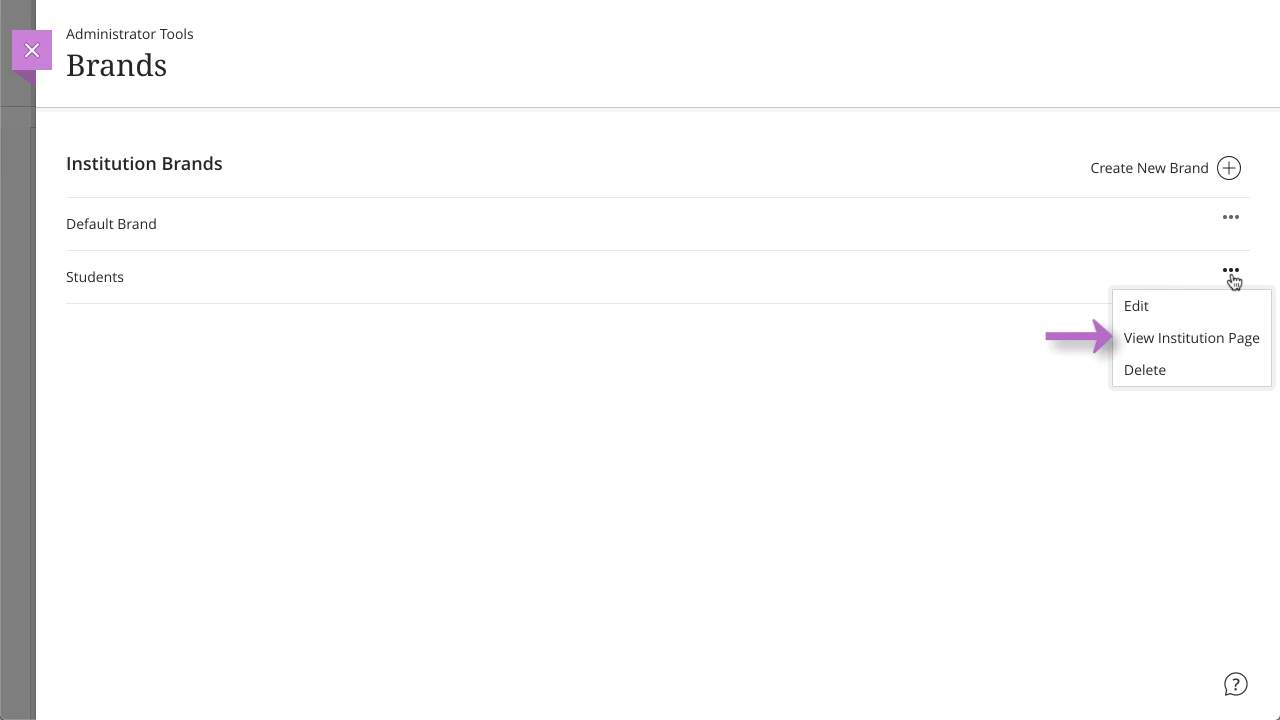 Administrator Tools
Brands
Institution Brands
Create New Brand
Default Brand
Students
Edit
View Institution Page
Delete
?